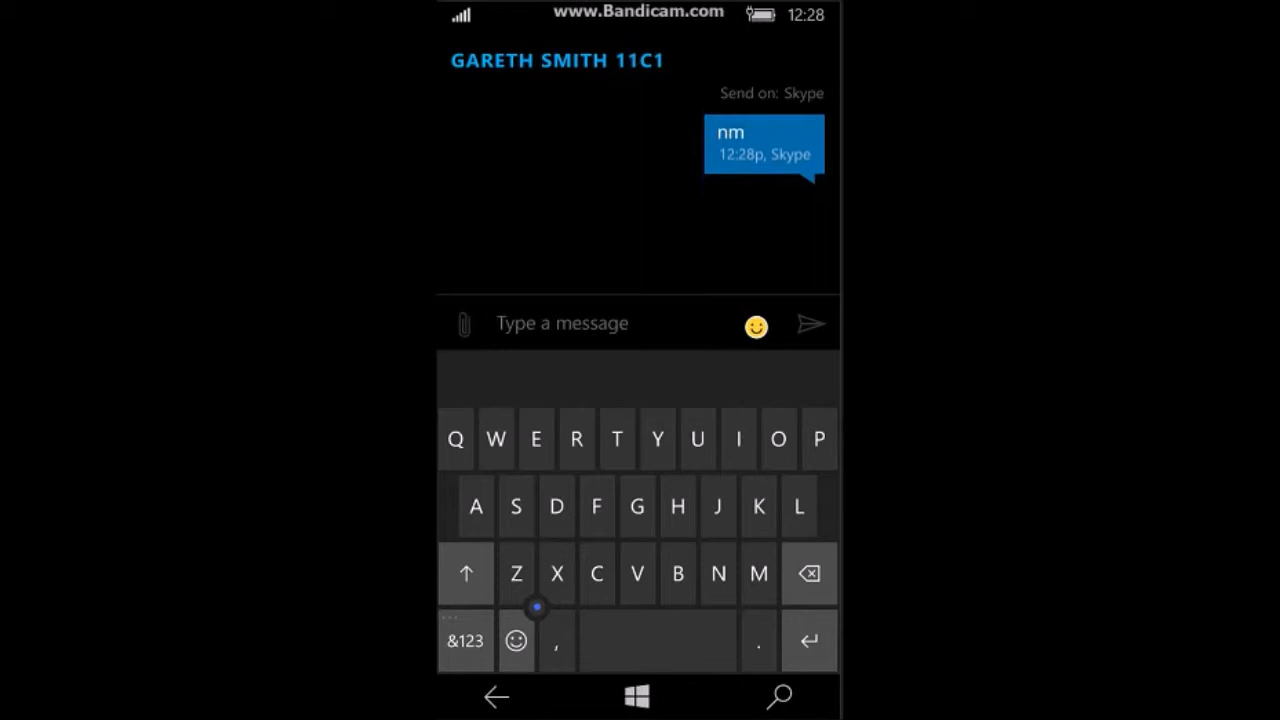 www.Bandicam.com
12:28
GARETH SMITH 11C1
Send on: Skype
nm
12:28p, Skype
Type a message
Q W E R T Y U I O P
A S D F G H J K L
Z X C V B N M
&123 , .